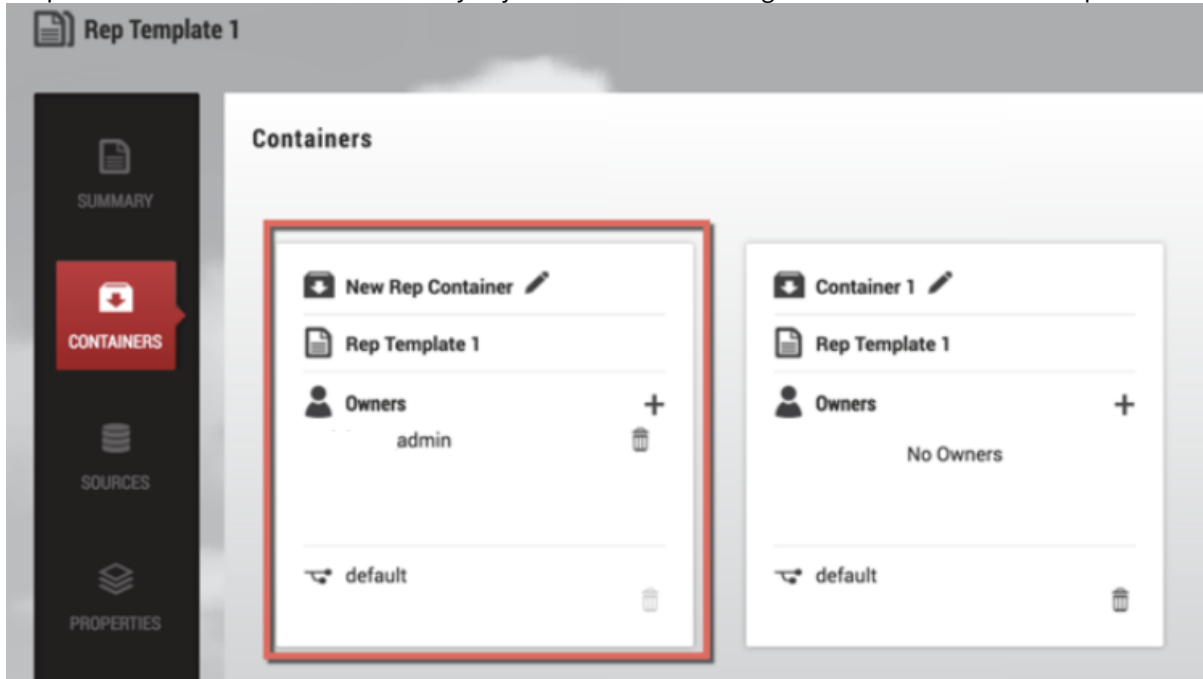 Rep Template 1
SUMMARY
CONTAINERS
SOURCES
PROPERTIES
Containers
New Rep Container
Rep Template 1
Owners
admin
default
Container 1
Rep Template 1
Owners
No Owners
default